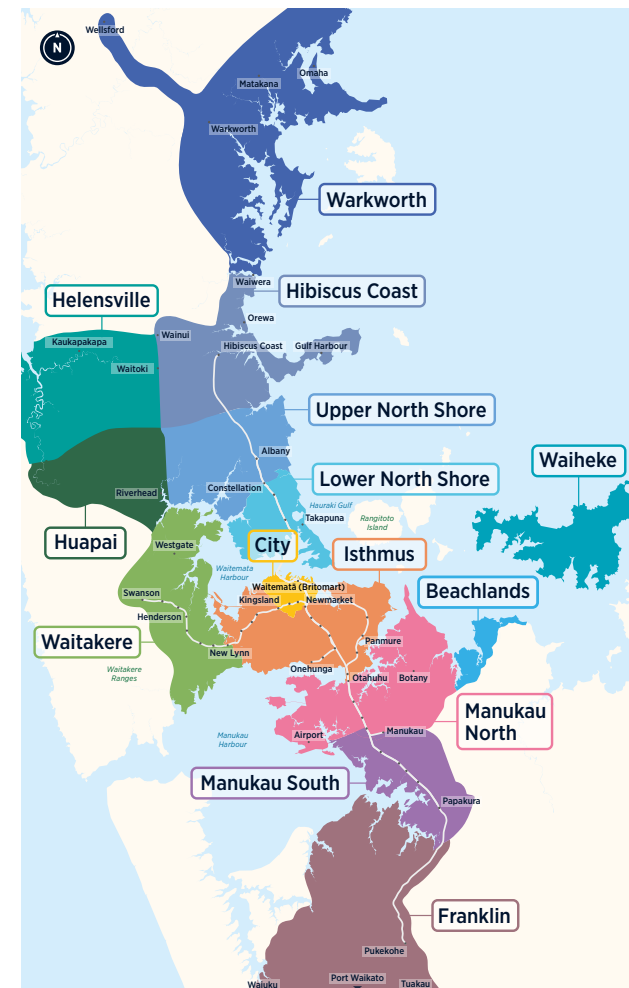 Wellsford
N
Omaha
Matakana
Warkworth
Warkworth
Waiwera
Hibiscus Coast
Helensville
Orewa
Wainui
Kaukapakapa
Hibiscus Coast
Gulf Harbour
Waitoki
Upper North Shore
Albany
Waiheke
Lower North Shore
Constellation
Riverhead
Hauraki Gulf
Takapuna
Rangitoto
Island
Huapai
City
Isthmus
Westgate
Waitemata
Harbour
Waitematā (Britomart)
Beachlands
Swanson
Kingsland
Newmarket
Henderson
Waitakere
Panmure
New Lynn
Waitakere
Ranges
Onehunga
Otahuhu
Botany
Manukau
North
Manukau
Harbour
Airport
Manukau
Manukau South
Papakura
Franklin
Pukekohe
Port Waikato
Waiuku
Tuakau